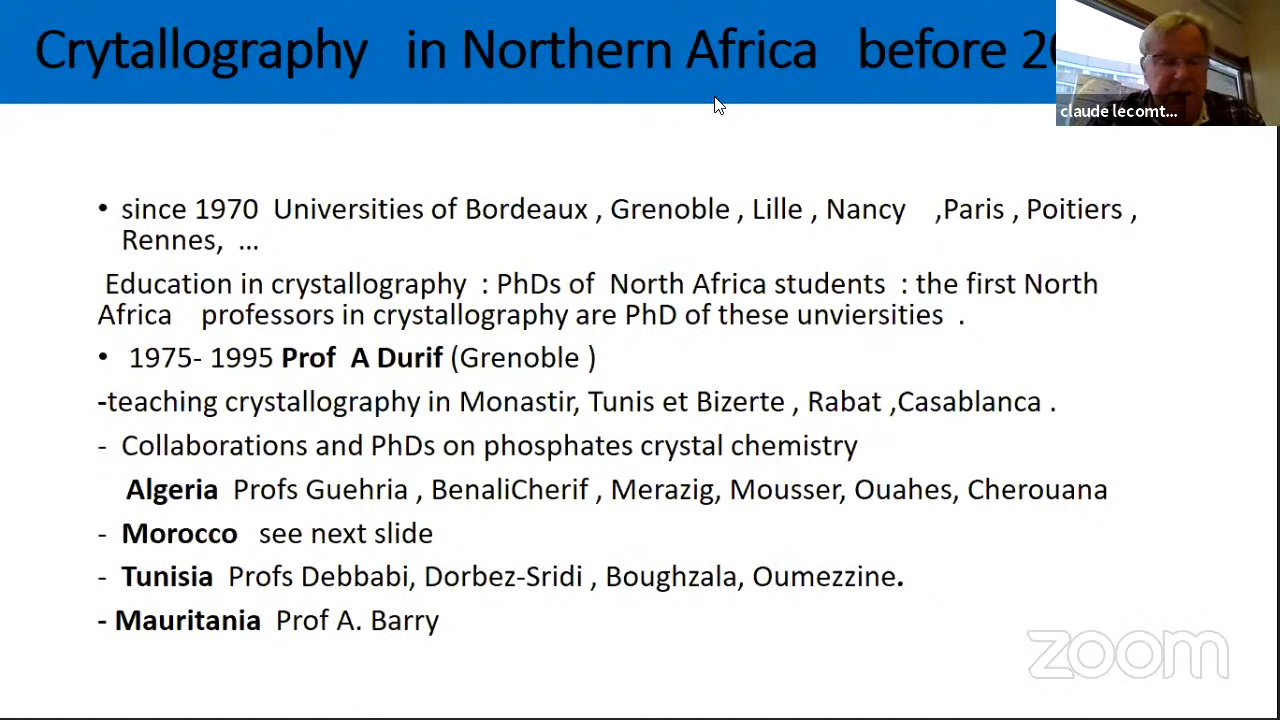 Crytallography in Northern Africa before
claude lecomt...
• since 1970 Universities of Bordeaux , Grenoble , Lille , Nancy ,Paris , Poitiers ,
Rennes, ...
Education in crystallography : PhDs of North Africa students : the first North
Africa professors in crystallography are PhD of these unviersities .
• 1975- 1995 Prof A Durif (Grenoble )
-teaching crystallography in Monastir, Tunis et Bizerte , Rabat ,Casablanca .
- Collaborations and PhDs on phosphates crystal chemistry
Algeria Profs Guehria , BenaliCherif , Merazig, Mousser, Ouahes, Cherouana
- Morocco see next slide
- Tunisia Profs Debbabi, Dorbez-Sridi , Boughzala, Oumezzine.
- Mauritania Prof A. Barry
zoom